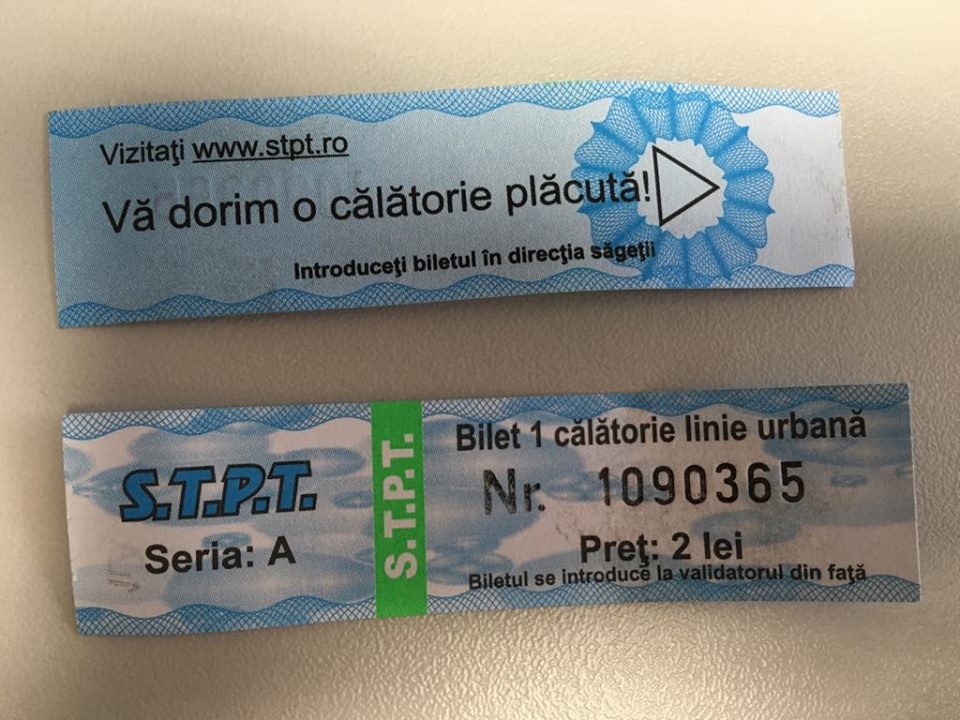 Vizitaţi www.stpt.ro
Vă dorim o călătorie plăcută!
Introduceţi biletul în direcţia săgeţii
S.T.P.T.
Seria: A
S.T.P.T.
Bilet 1 călătorie linie urbană
Nr. 1090365
Preţ: 2 lei
Biletul se introduce la validatorul din faţă